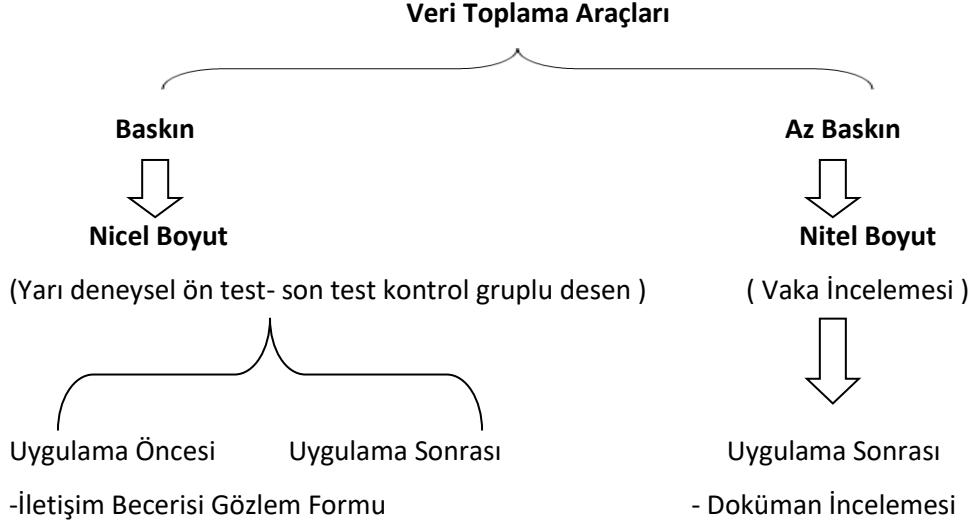 Veri Toplama Araçları
Baskın Az Baskın
Nicel Boyut Nitel Boyut
(Yarı deneysel ön test- son test kontrol gruplu desen ) ( Vaka İncelemesi )
Uygulama Öncesi Uygulama Sonrası Uygulama Sonrası
-İletişim Becerisi Gözlem Formu - Doküman İncelemesi